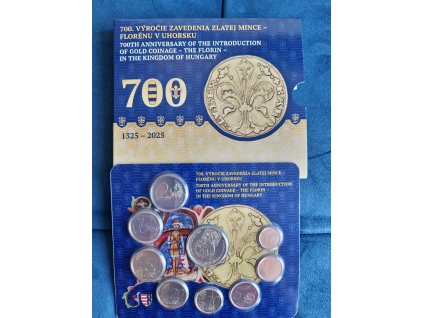 700. VÝROČIE ZAVEDENIA ZLATEJ MINCE –
FLORÉNU V UHORSKU
700TH ANNIVERSARY OF THE INTRODUCTION
OF GOLD COINAGE – THE FLORIN –
IN THE KINGDOM OF HUNGARY
700
1325 – 2025
700. VÝROČIE ZAVEDENIA ZLATEJ MINCE –
FLORÉNU V UHORSKU
700TH ANNIVERSARY OF THE INTRODUCTION
OF GOLD COINAGE – THE FLORIN –
IN THE KINGDOM OF HUNGARY